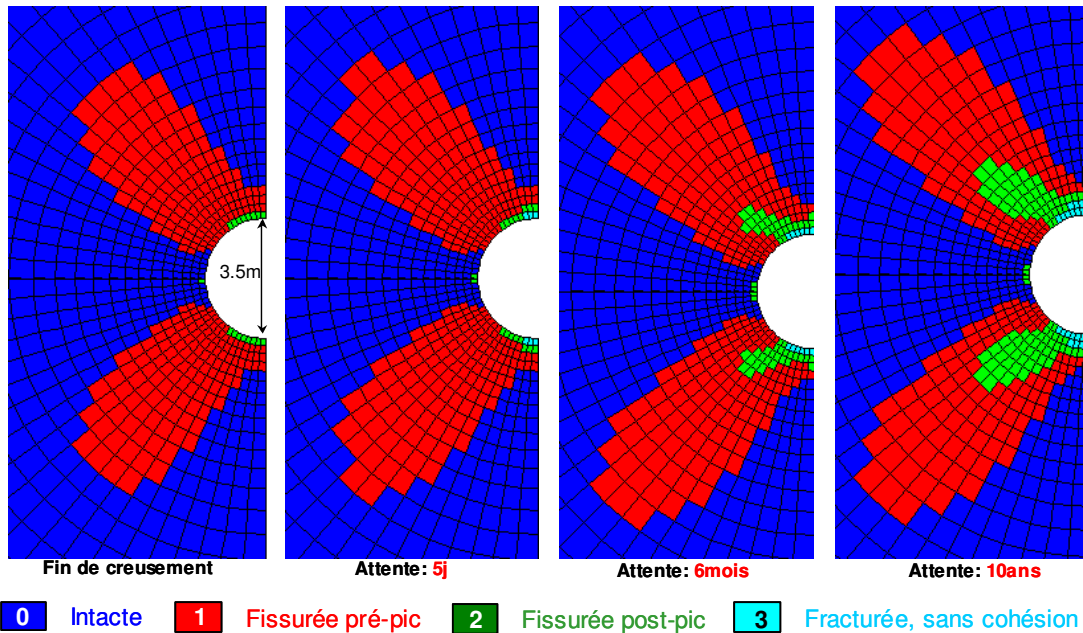 3.5m
Fin de creusement
Attente: 5j
Attente: 6mois
Attente: 10ans
0 Intacte
1 Fissurée pré-pic
2 Fissurée post-pic
3 Fracturée, sans cohésion